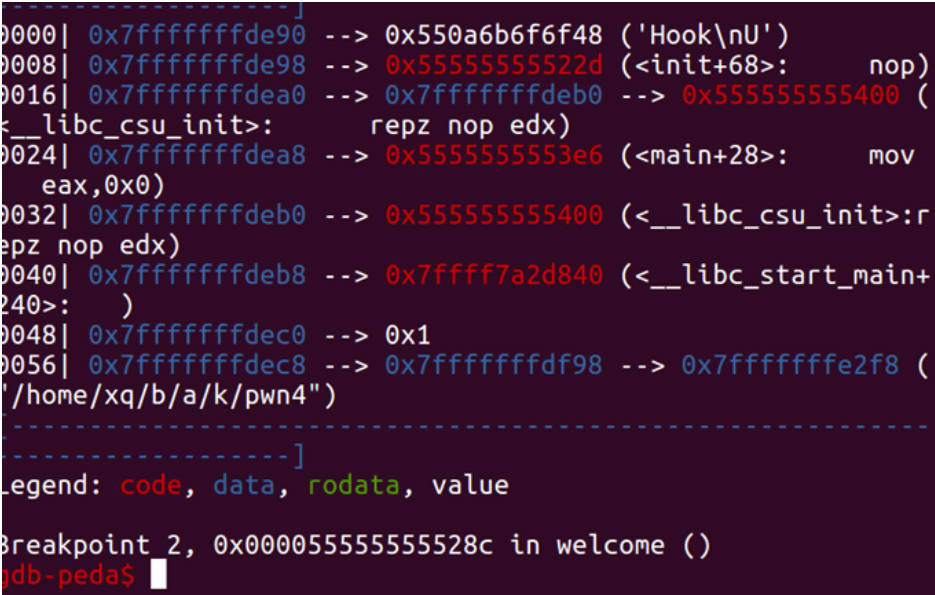 ------------------]
0000| 0x7fffffffde90 --> 0x550a6b6f6f48 ('Hook\nU')
0008| 0x7fffffffde98 --> 0x55555555522d (<init+68>: nop)
0016| 0x7fffffffdea0 --> 0x7fffffffdeb0 --> 0x555555555400 (
<__libc_csu_init>: repz nop edx)
0024| 0x7fffffffdea8 --> 0x5555555553e6 (<main+28>: mov
eax,0x0)
0032| 0x7fffffffdeb0 --> 0x555555555400 (<__libc_csu_init>:r
epz nop edx)
0040| 0x7fffffffdeb8 --> 0x7ffff7a2d840 (<__libc_start_main+
240>: )
0048| 0x7fffffffdec0 --> 0x1
0056| 0x7fffffffdec8 --> 0x7fffffffdf98 --> 0x7fffffffe2f8 (
"/home/xq/b/a/k/pwn4")
[-----------------------------------------------------------
------------------]
Legend: code, data, rodata, value
Breakpoint 2, 0x000055555555528c in welcome ()
gdb-peda$